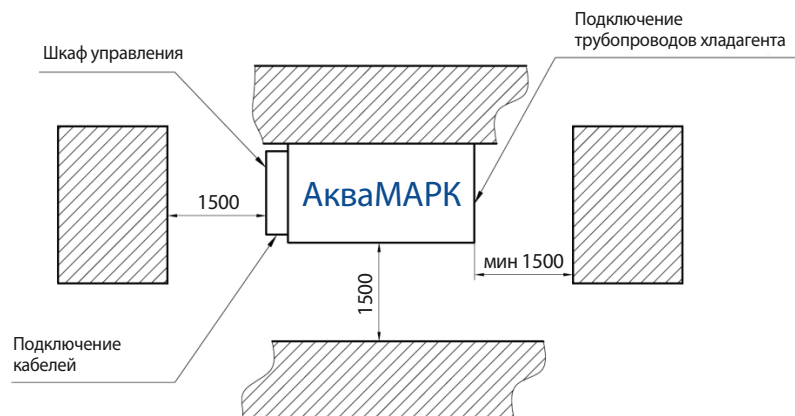 Подключение
трубопроводов хладагента
Шкаф управления
АкваМАРК
1500
мин 1500
1500
Подключение
кабелей